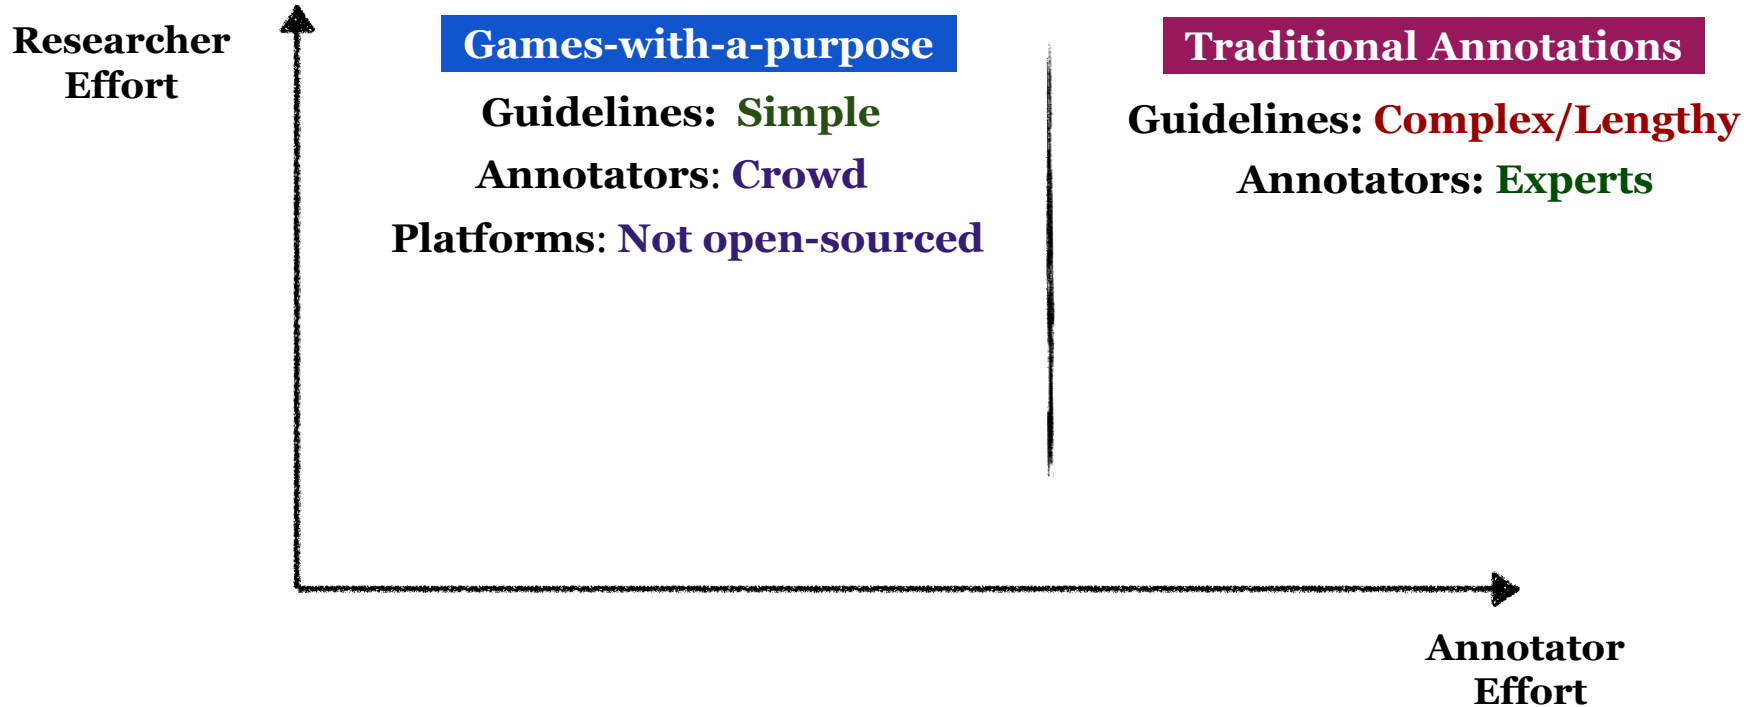 Researcher
Effort
Games-with-a-purpose
Guidelines: Simple
Annotators: Crowd
Platforms: Not open-sourced
Traditional Annotations
Guidelines: Complex/Lengthy
Annotators: Experts
Annotator
Effort